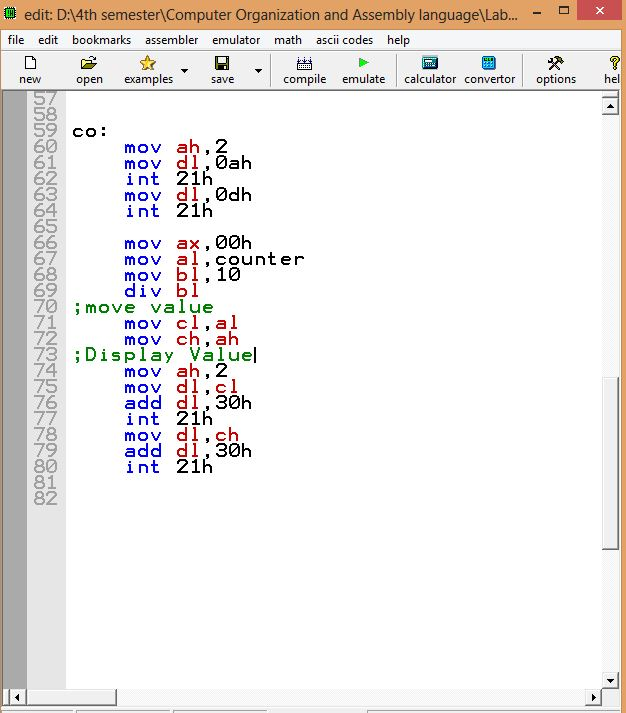 edit: D:\4th semester\Computer Organization and Assembly language\Lab...
file edit bookmarks assembler emulator math ascii codes help
new open examples save compile emulate calculator convertor options hel
57
58
59 co:
60 mov ah,2
61 mov dl,0ah
62 int 21h
63 mov dl,0dh
64 int 21h
65
66 mov ax,00h
67 mov al,counter
68 mov bl,10
69 div bl
70 ;move value
71 mov cl,al
72 mov ch,ah
73 ;Display Value
74 mov ah,2
75 mov dl,cl
76 add dl,30h
77 int 21h
78 mov dl,ch
79 add dl,30h
80 int 21h
81
82